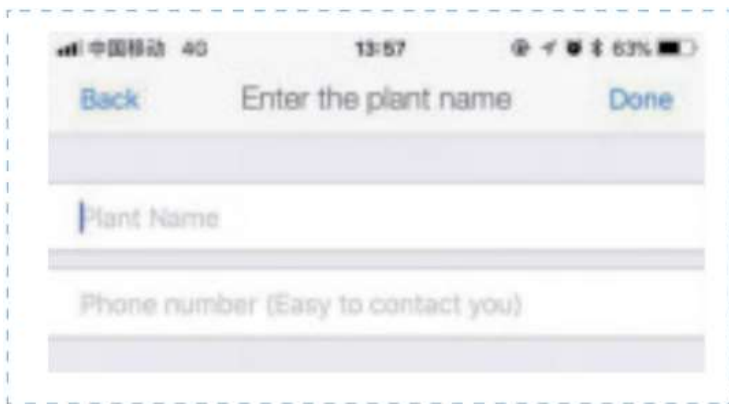 中国移动 4G 13:57 63%
Back Enter the plant name Done
Plant Name
Phone number (Easy to contact you)